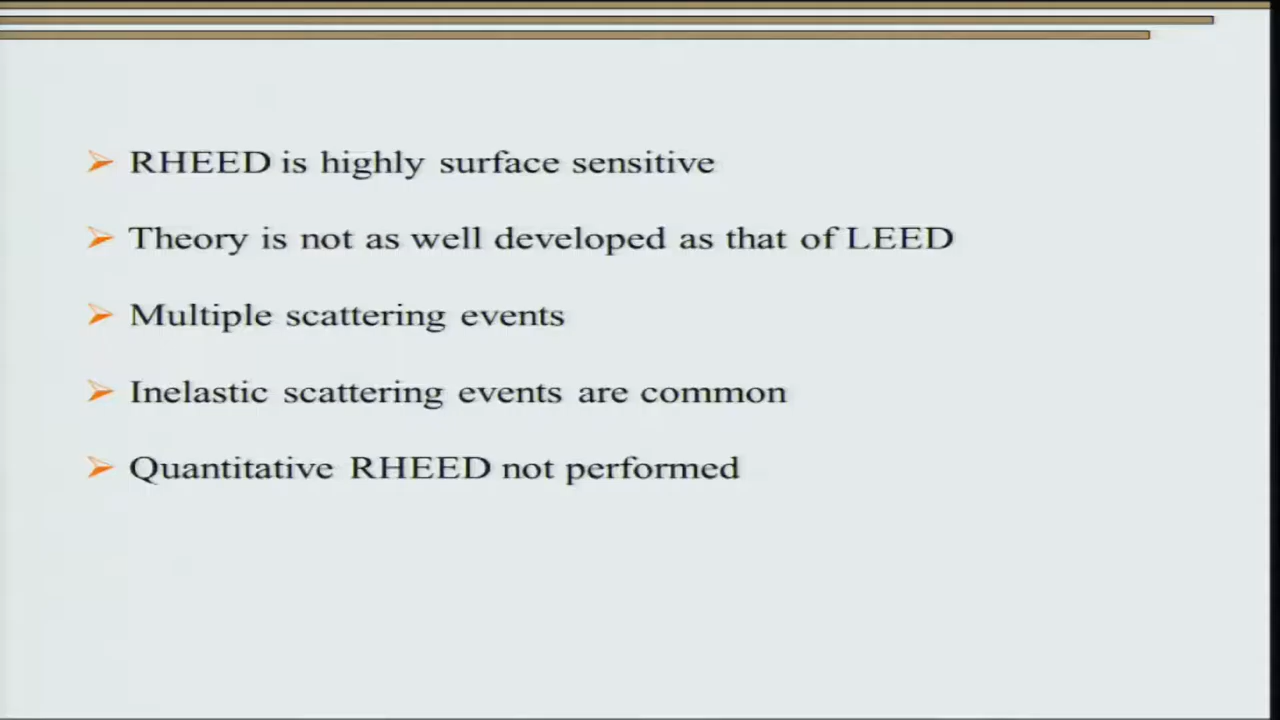 RHEED is highly surface sensitive
Theory is not as well developed as that of LEED
Multiple scattering events
Inelastic scattering events are common
Quantitative RHEED not performed